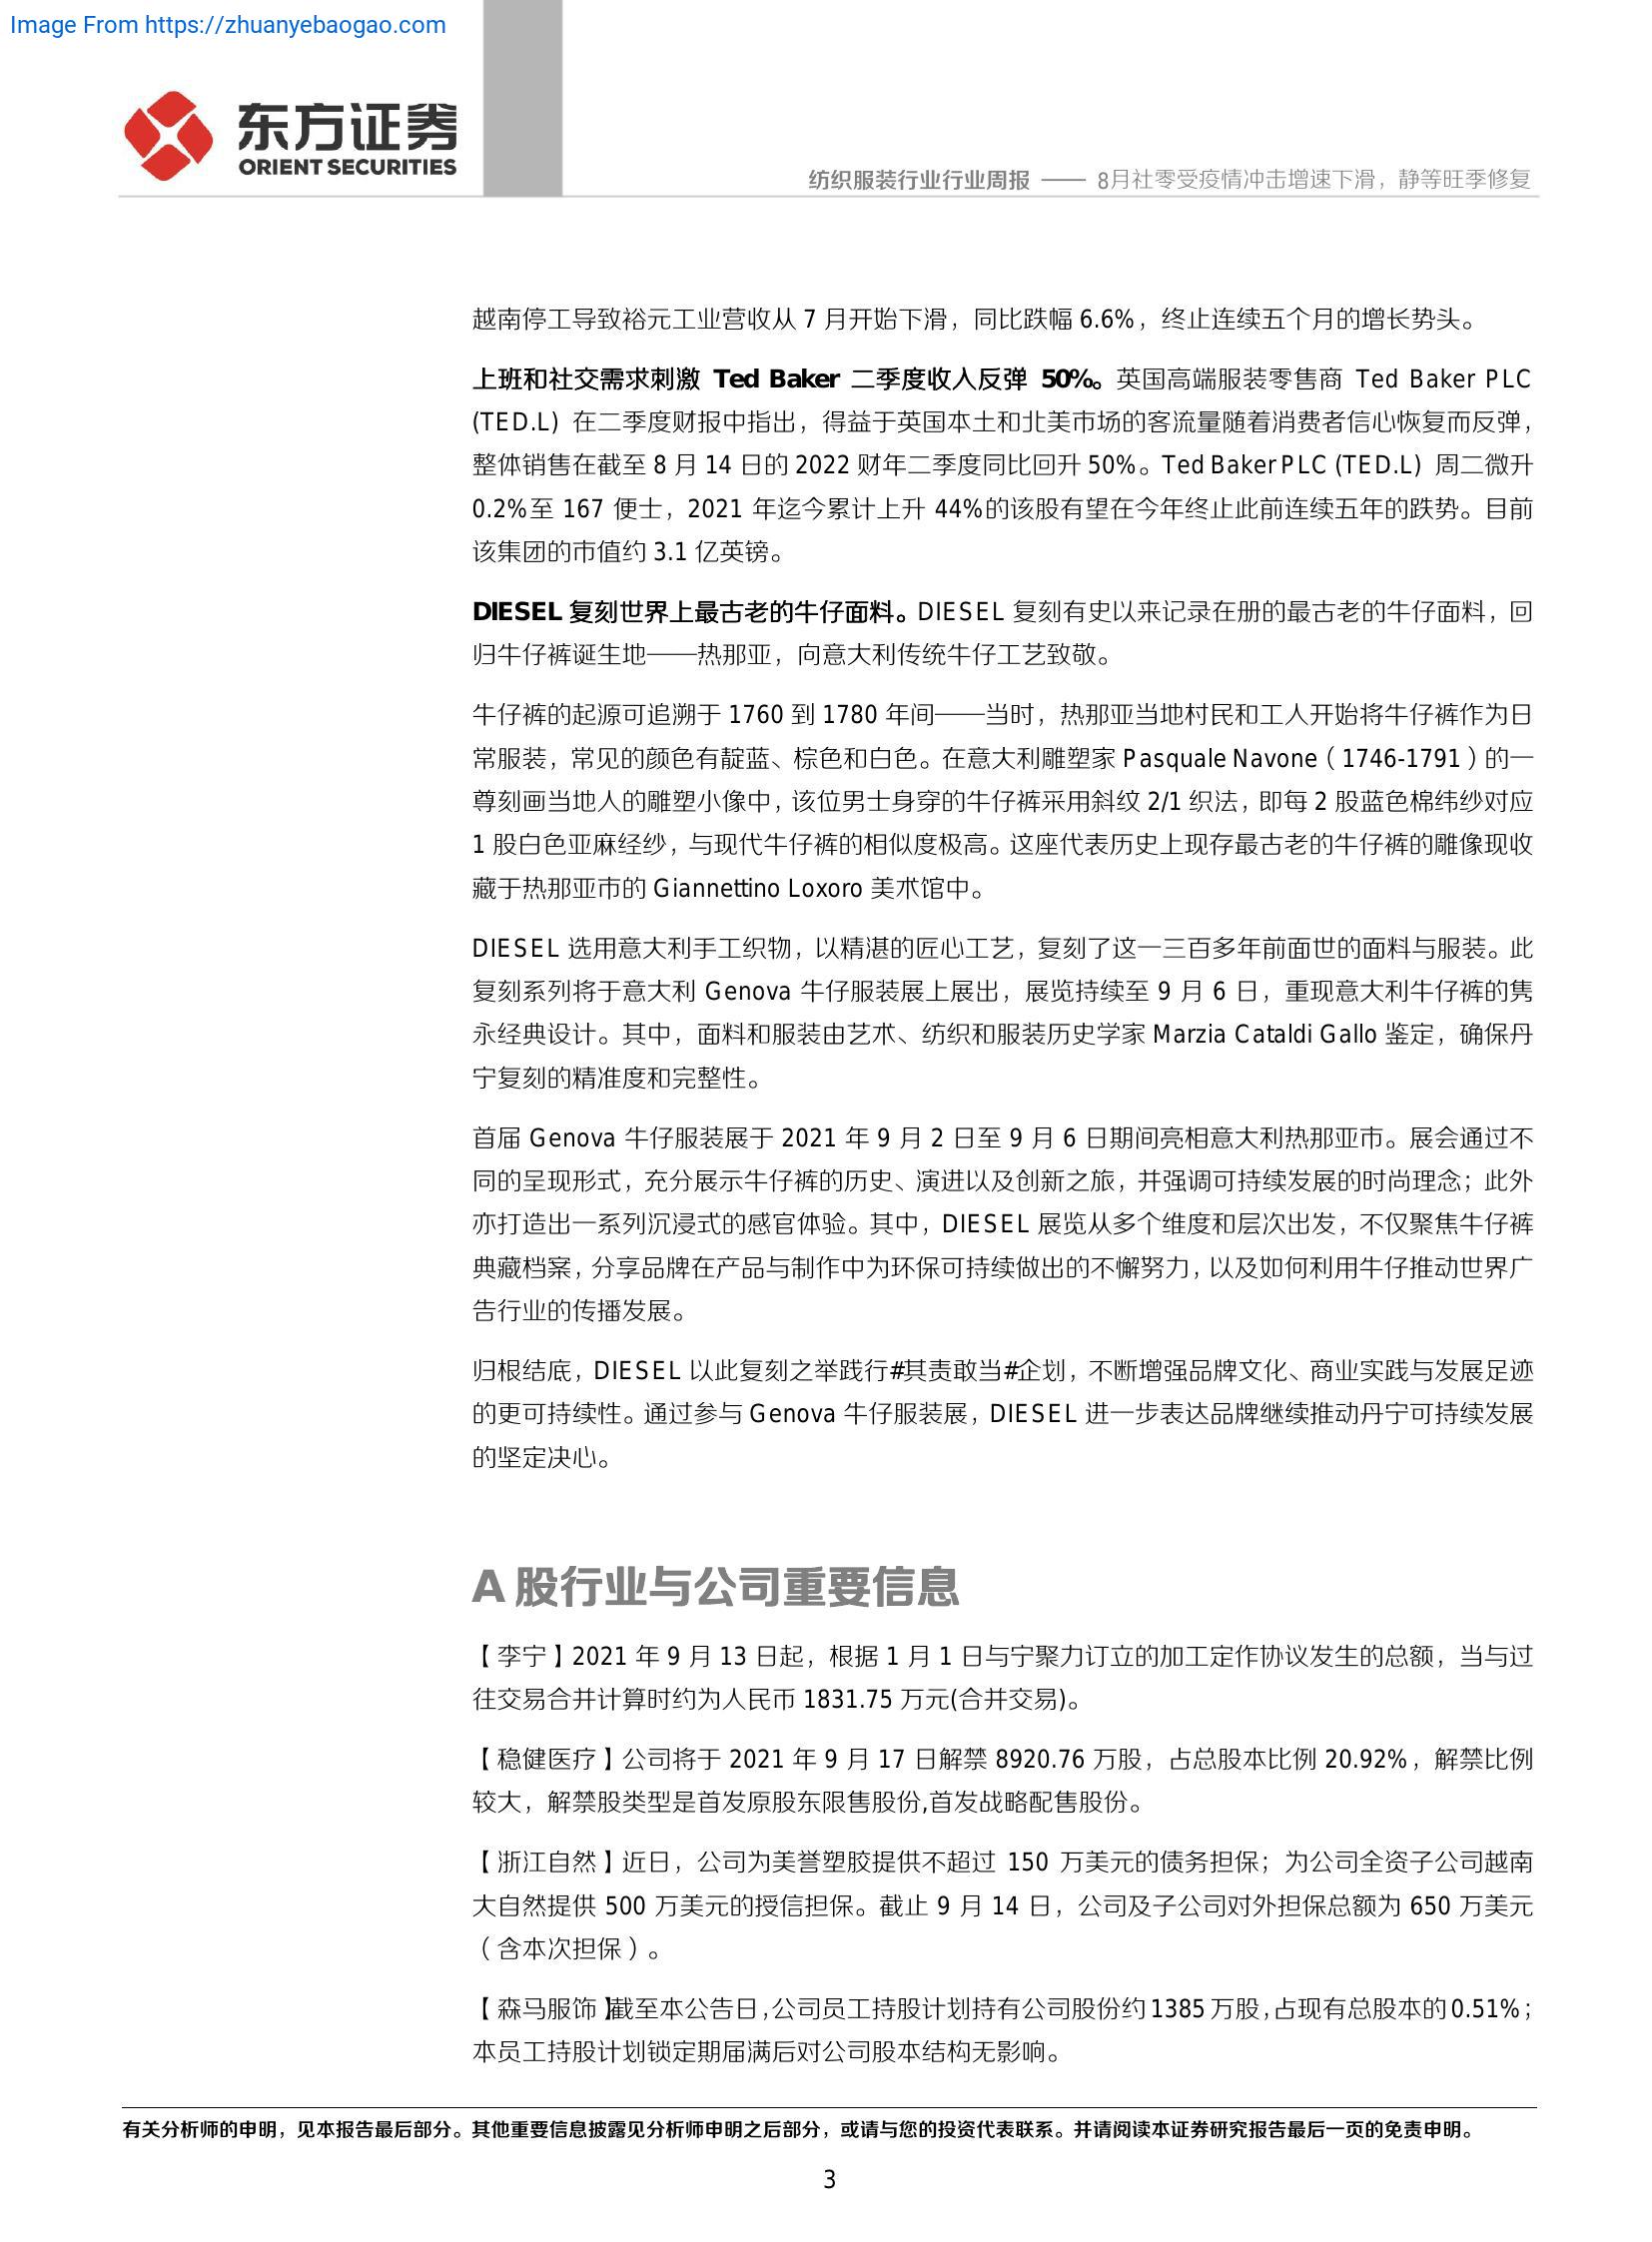 Image From https://zhuanyebaogao.com
东方证券
ORIENT SECURITIES
纺织服装行业行业周报 —— 8月社零受疫情冲击增速下滑，静等旺季修复
越南停工导致裕元工业营收从 7 月开始下滑，同比跌幅 6.6%，终止连续五个月的增长势头。
上班和社交需求刺激 Ted Baker 二季度收入反弹 50%。英国高端服装零售商 Ted Baker PLC
(TED.L) 在二季度财报中指出，得益于英国本土和北美市场的客流量随着消费者信心恢复而反弹，
整体销售在截至 8 月 14 日的 2022 财年二季度同比回升 50%。Ted Baker PLC (TED.L) 周二微升
0.2%至 167 便士，2021 年迄今累计上升 44%的该股有望在今年终止此前连续五年的跌势。目前
该集团的市值约 3.1 亿英镑。
DIESEL 复刻世界上最古老的牛仔面料。DIESEL 复刻有史以来记录在册的最古老的牛仔面料，回
归牛仔裤诞生地——热那亚，向意大利传统牛仔工艺致敬。
牛仔裤的起源可追溯于 1760 到 1780 年间——当时，热那亚当地村民和工人开始将牛仔裤作为日
常服装，常见的颜色有靛蓝、棕色和白色。在意大利雕塑家 Pasquale Navone（1746-1791）的一
尊刻画当地人的雕塑小像中，该位男士身穿的牛仔裤采用斜纹 2/1 织法，即每 2 股蓝色棉纬纱对应
1 股白色亚麻经纱，与现代牛仔裤的相似度极高。这座代表历史上现存最古老的牛仔裤的雕像现收
藏于热那亚市的 Giannettino Loxoro 美术馆中。
DIESEL 选用意大利手工织物，以精湛的匠心工艺，复刻了这一三百多年前面世的面料与服装。此
复刻系列将于意大利 Genova 牛仔服装展上展出，展览持续至 9 月 6 日，重现意大利牛仔裤的隽
永经典设计。其中，面料和服装由艺术、纺织和服装历史学家 Marzia Cataldi Gallo 鉴定，确保丹
宁复刻的精准度和完整性。
首届 Genova 牛仔服装展于 2021 年 9 月 2 日至 9 月 6 日期间亮相意大利热那亚市。展会通过不
同的呈现形式，充分展示牛仔裤的历史、演进以及创新之旅，并强调可持续发展的时尚理念；此外
亦打造出一系列沉浸式的感官体验。其中，DIESEL 展览从多个维度和层次出发，不仅聚焦牛仔裤
典藏档案，分享品牌在产品与制作中为环保可持续做出的不懈努力，以及如何利用牛仔推动世界广
告行业的传播发展。
归根结底，DIESEL 以此复刻之举践行#其责敢当#企划，不断增强品牌文化、商业实践与发展足迹
的更可持续性。通过参与 Genova 牛仔服装展，DIESEL 进一步表达品牌继续推动丹宁可持续发展
的坚定决心。
A 股行业与公司重要信息
【李宁】2021 年 9 月 13 日起，根据 1 月 1 日与宁聚力订立的加工定作协议发生的总额，当与过
往交易合并计算时约为人民币 1831.75 万元(合并交易)。
【稳健医疗】公司将于 2021 年 9 月 17 日解禁 8920.76 万股，占总股本比例 20.92%，解禁比例
较大，解禁股类型是首发原股东限售股份,首发战略配售股份。
【浙江自然】近日，公司为美誉塑胶提供不超过 150 万美元的债务担保；为公司全资子公司越南
大自然提供 500 万美元的授信担保。截止 9 月 14 日，公司及子公司对外担保总额为 650 万美元
（含本次担保）。
【森马服饰】截至本公告日，公司员工持股计划持有公司股份约 1385 万股，占现有总股本的 0.51%；
本员工持股计划锁定期届满后对公司股本结构无影响。
有关分析师的申明，见本报告最后部分。其他重要信息披露见分析师申明之后部分，或请与您的投资代表联系。并请阅读本证券研究报告最后一页的免责申明。
3